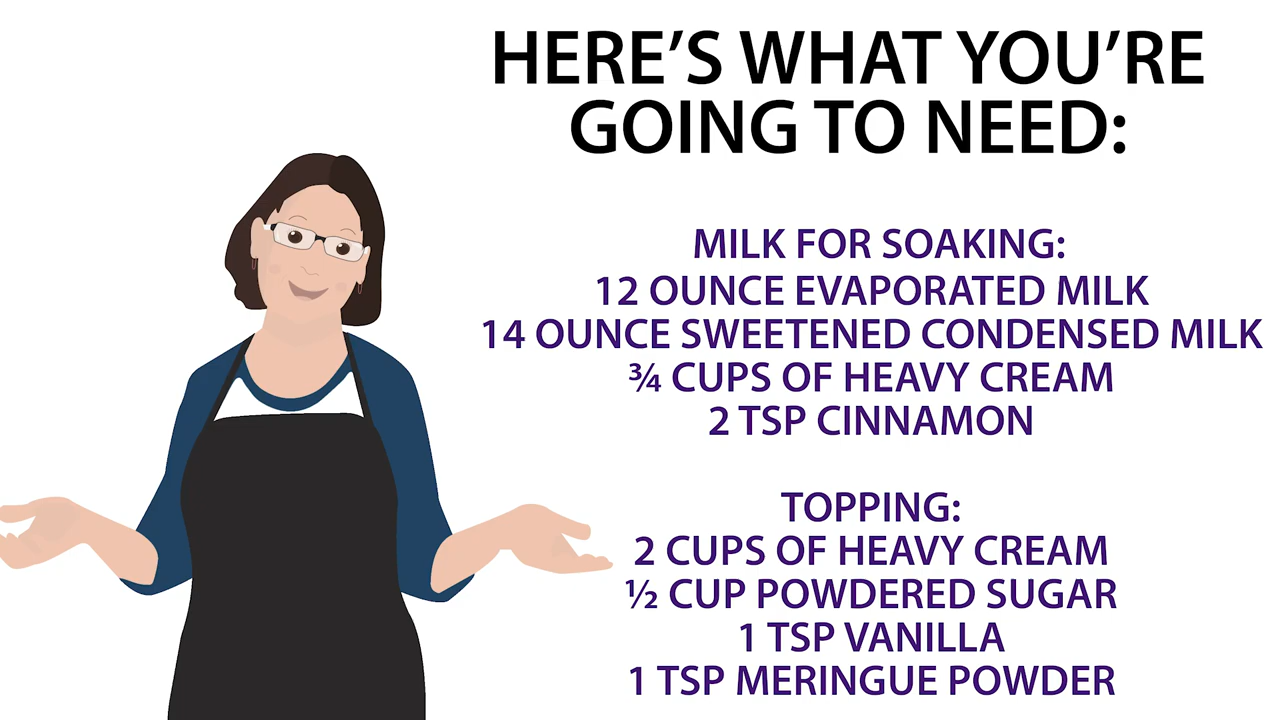 HERE’S WHAT YOU’RE
GOING TO NEED:
MILK FOR SOAKING:
12 OUNCE EVAPORATED MILK
14 OUNCE SWEETENED CONDENSED MILK
¾ CUPS OF HEAVY CREAM
2 TSP CINNAMON
TOPPING:
2 CUPS OF HEAVY CREAM
½ CUP POWDERED SUGAR
1 TSP VANILLA
1 TSP MERINGUE POWDER